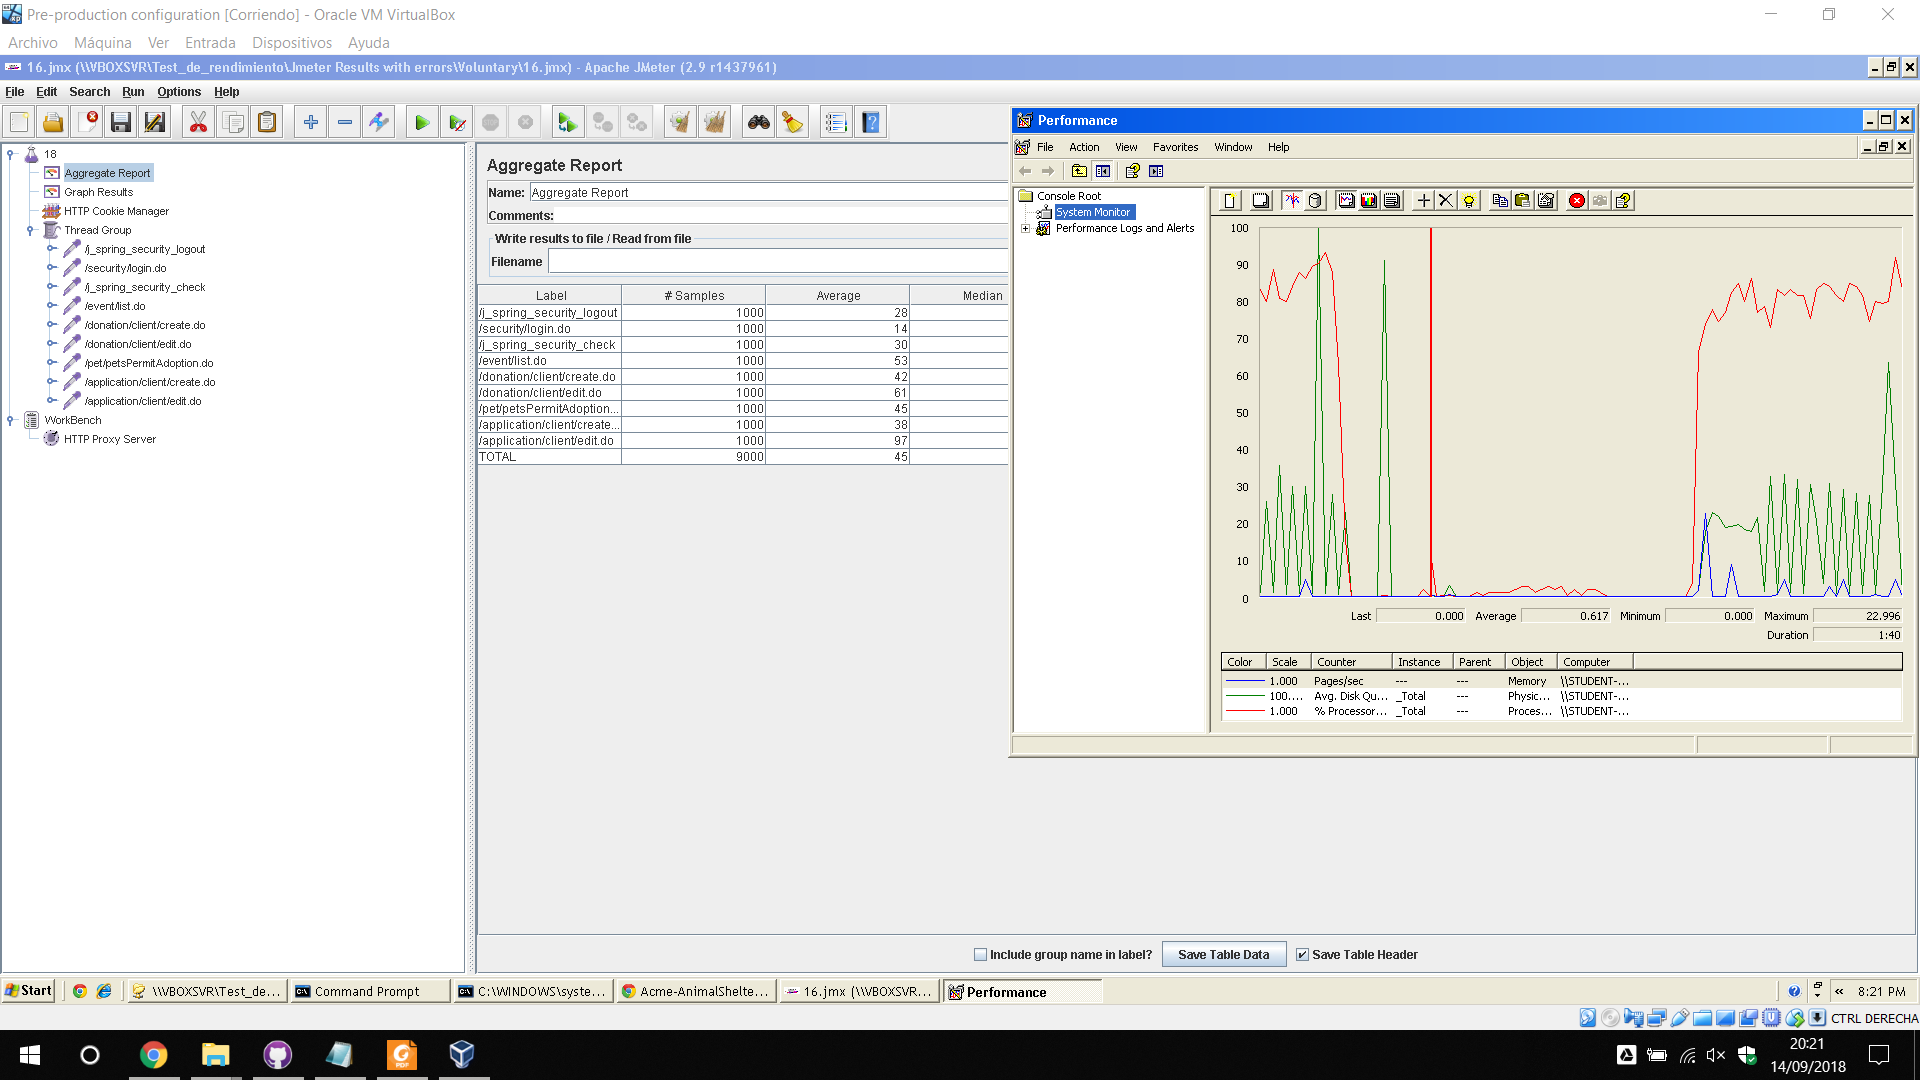 Pre-production configuration [Corriendo] - Oracle VM VirtualBox
Archivo Máquina Ver Entrada Dispositivos Ayuda
16.jmx (\\VBOXSVR\Test_de_rendimiento\Jmeter Results with errors\Voluntary\16.jmx) - Apache JMeter (2.9 r1437961)
File Edit Search Run Options Help
18
Aggregate Report
Graph Results
HTTP Cookie Manager
Thread Group
/j_spring_security_logout
/security/login.do
/j_spring_security_check
/event/list.do
/donation/client/create.do
/donation/client/edit.do
/pet/petsPermitAdoption.do
/application/client/create.do
/application/client/edit.do
WorkBench
HTTP Proxy Server
Aggregate Report
Name: Aggregate Report
Comments:
Write results to file / Read from file
Filename
Label # Samples Average Median
/j_spring_security_logout 1000 28
/security/login.do 1000 14
/j_spring_security_check 1000 30
/event/list.do 1000 53
/donation/client/create.do 1000 42
/donation/client/edit.do 1000 61
/pet/petsPermitAdoption... 1000 45
/application/client/create... 1000 38
/application/client/edit.do 1000 97
TOTAL 9000 45
Include group name in label? Save Table Data Save Table Header
Performance
File Action View Favorites Window Help
Console Root
System Monitor
Performance Logs and Alerts
100
90
80
70
60
50
40
30
20
10
0
Last 0.000 Average 0.617 Minimum 0.000 Maximum 22.996
Duration 1:40
Color Scale Counter Instance Parent Object Computer
1.000 Pages/sec --- --- Memory \\STUDENT-...
100.... Avg. Disk Qu... _Total --- Physic... \\STUDENT-...
1.000 % Processor... _Total --- Proces... \\STUDENT-...
Start \\VBOXSVR\Test_de... Command Prompt C:\WINDOWS\syste... Acme-AnimalShelte... 16.jmx (\\VBOXSVR... Performance « 8:21 PM
CTRL DERECHA
20:21
14/09/2018